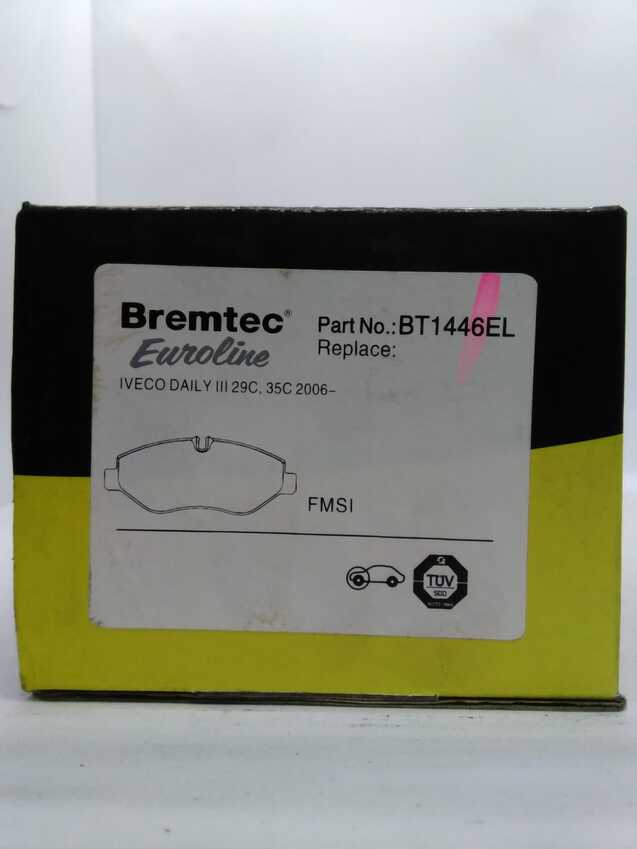 Bremtec®
Euroline
Part No.: BT1446EL
Replace:
IVECO DAILY III 29C, 35C 2006–
FMSI
TÜV
SÜD